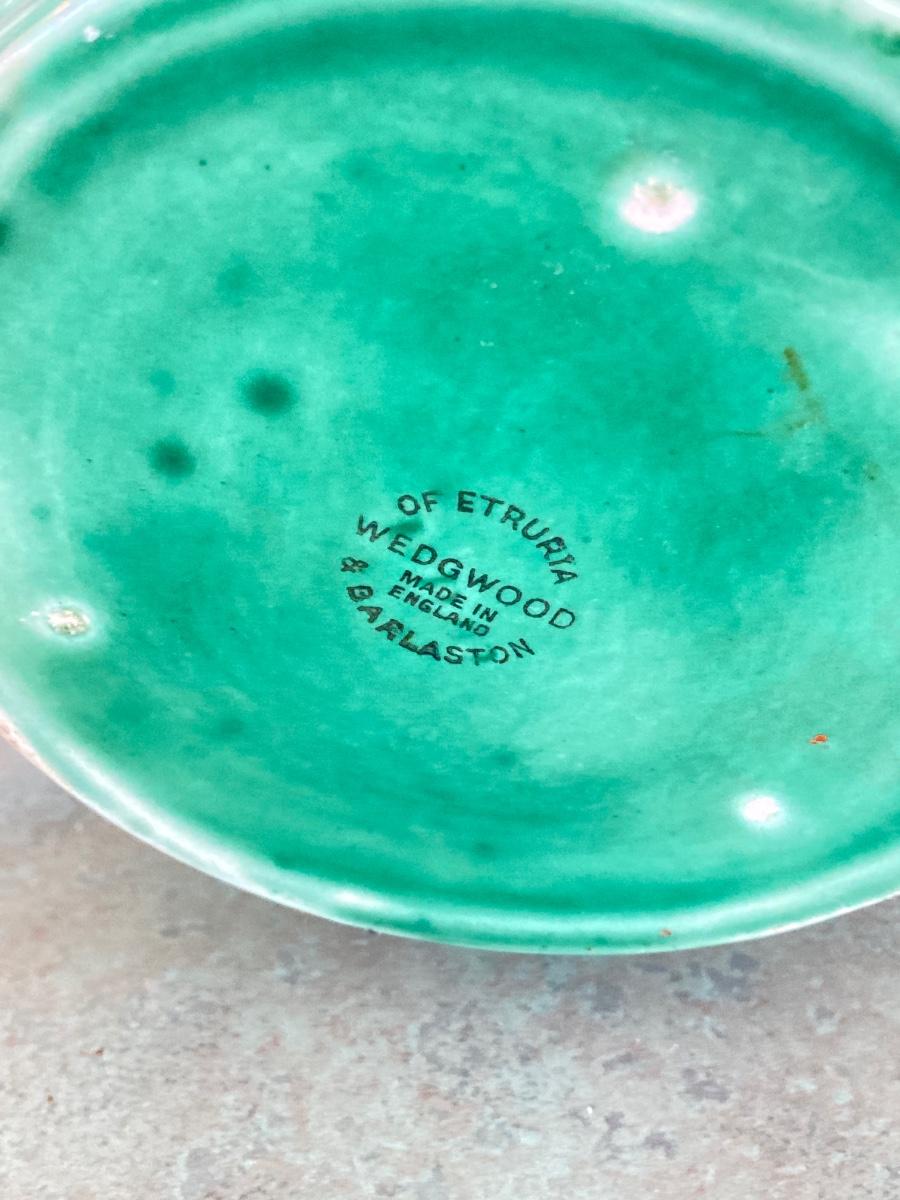 OF ETRURIA
WEDGWOOD
MADE IN
ENGLAND
& BARLASTON